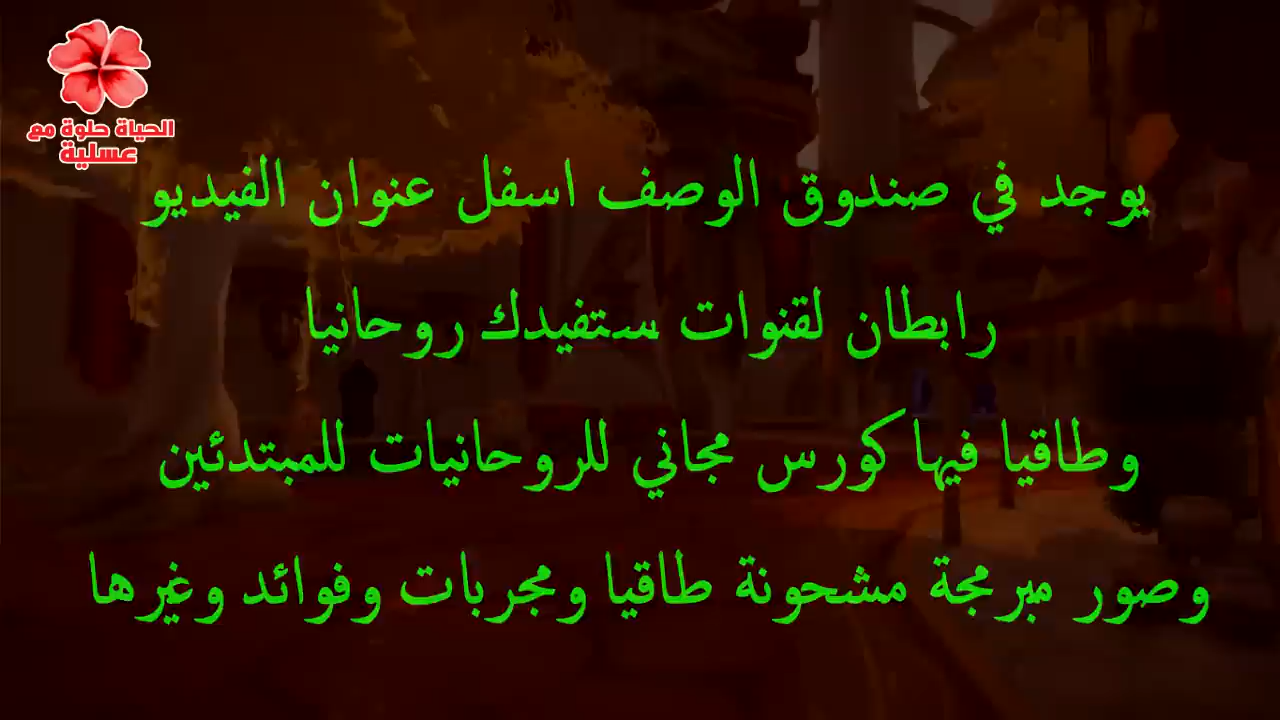 الحياة حلوة مع
عسلية
يوجد في صندوق الوصف اسفل عنوان الفيديو
رابطان لقنوات ستفيدك روحانيا
وطاقيا فيها كورس مجاني للروحانيات للمبتدئين
وصور مبرمجة مشحونة طاقيا ومجربات وفوائد وغيرها